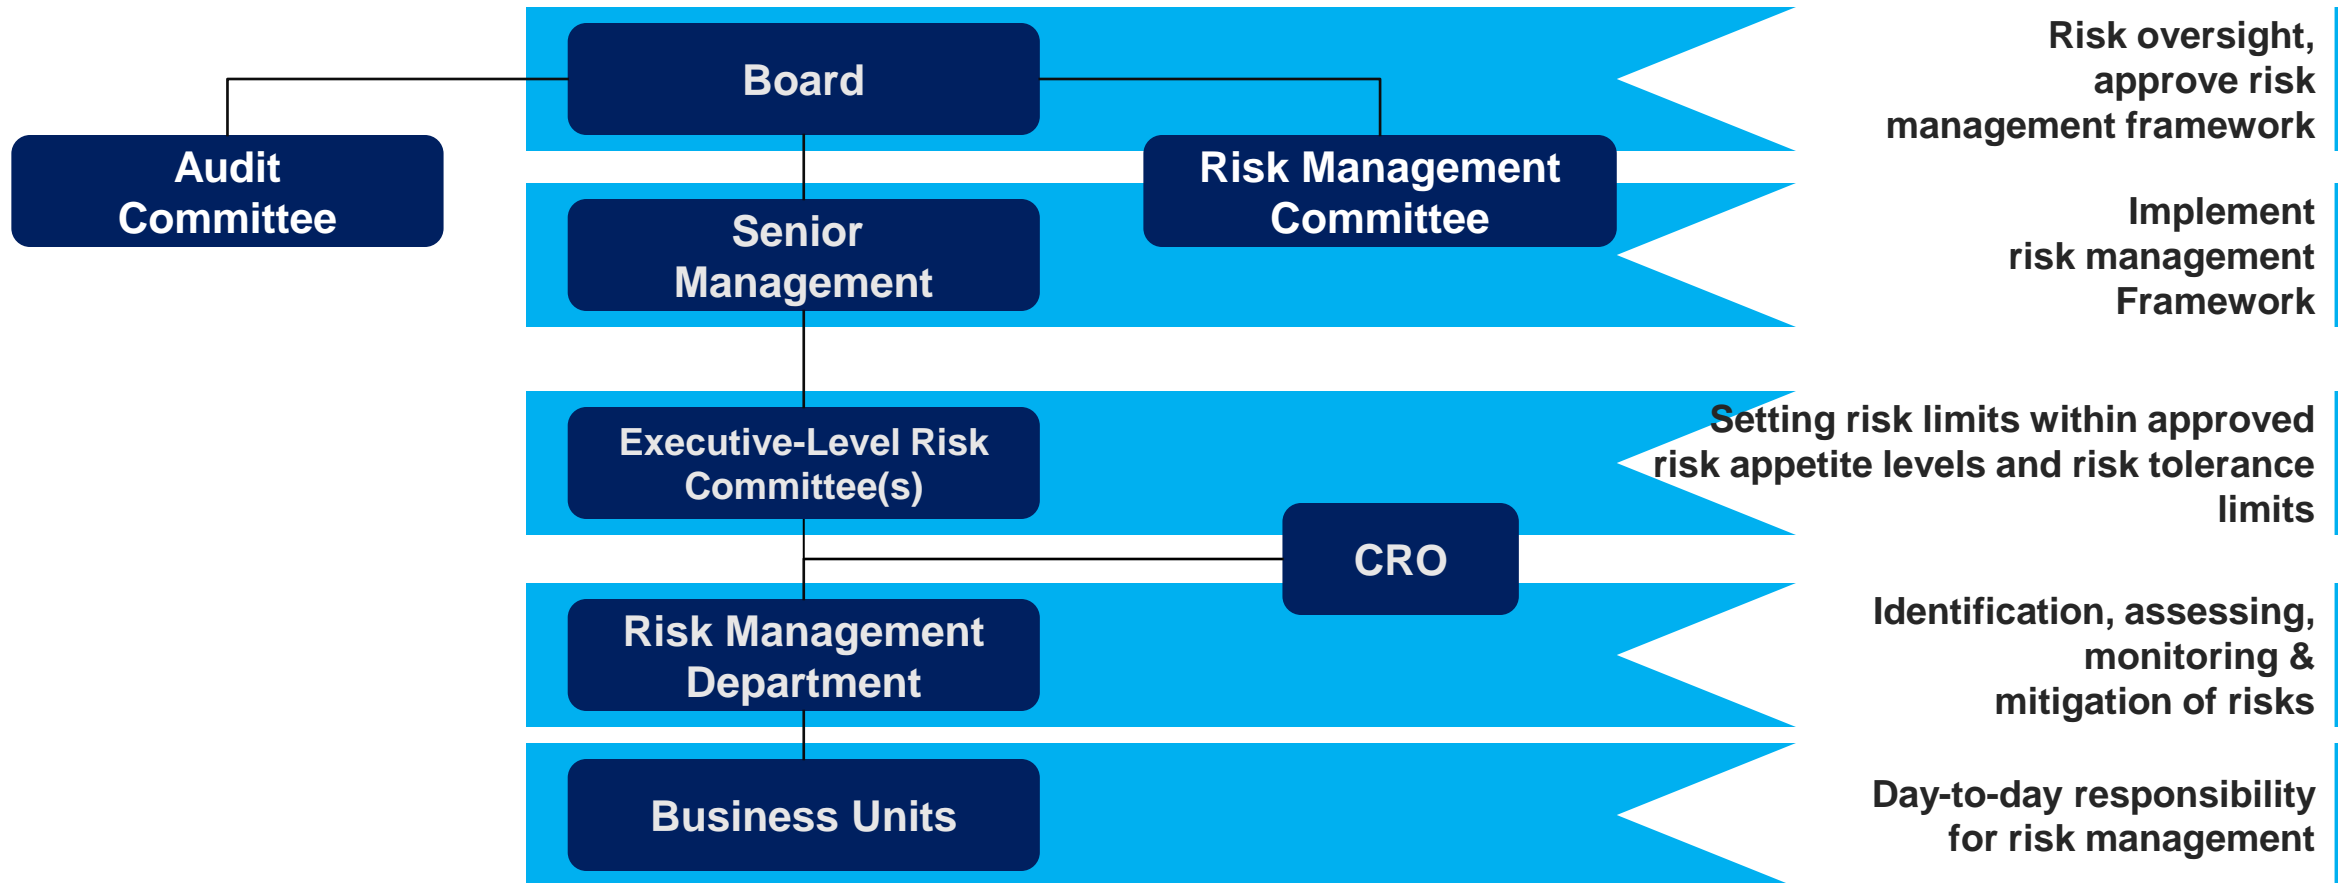 Board
Risk oversight,
approve risk
management framework
Audit
Committee
Risk Management
Committee
Senior
Management
Implement
risk management
Framework
Executive-Level Risk
Committee(s)
Setting risk limits within approved
risk appetite levels and risk tolerance
limits
CRO
Risk Management
Department
Identification, assessing,
monitoring &
mitigation of risks
Business Units
Day-to-day responsibility
for risk management